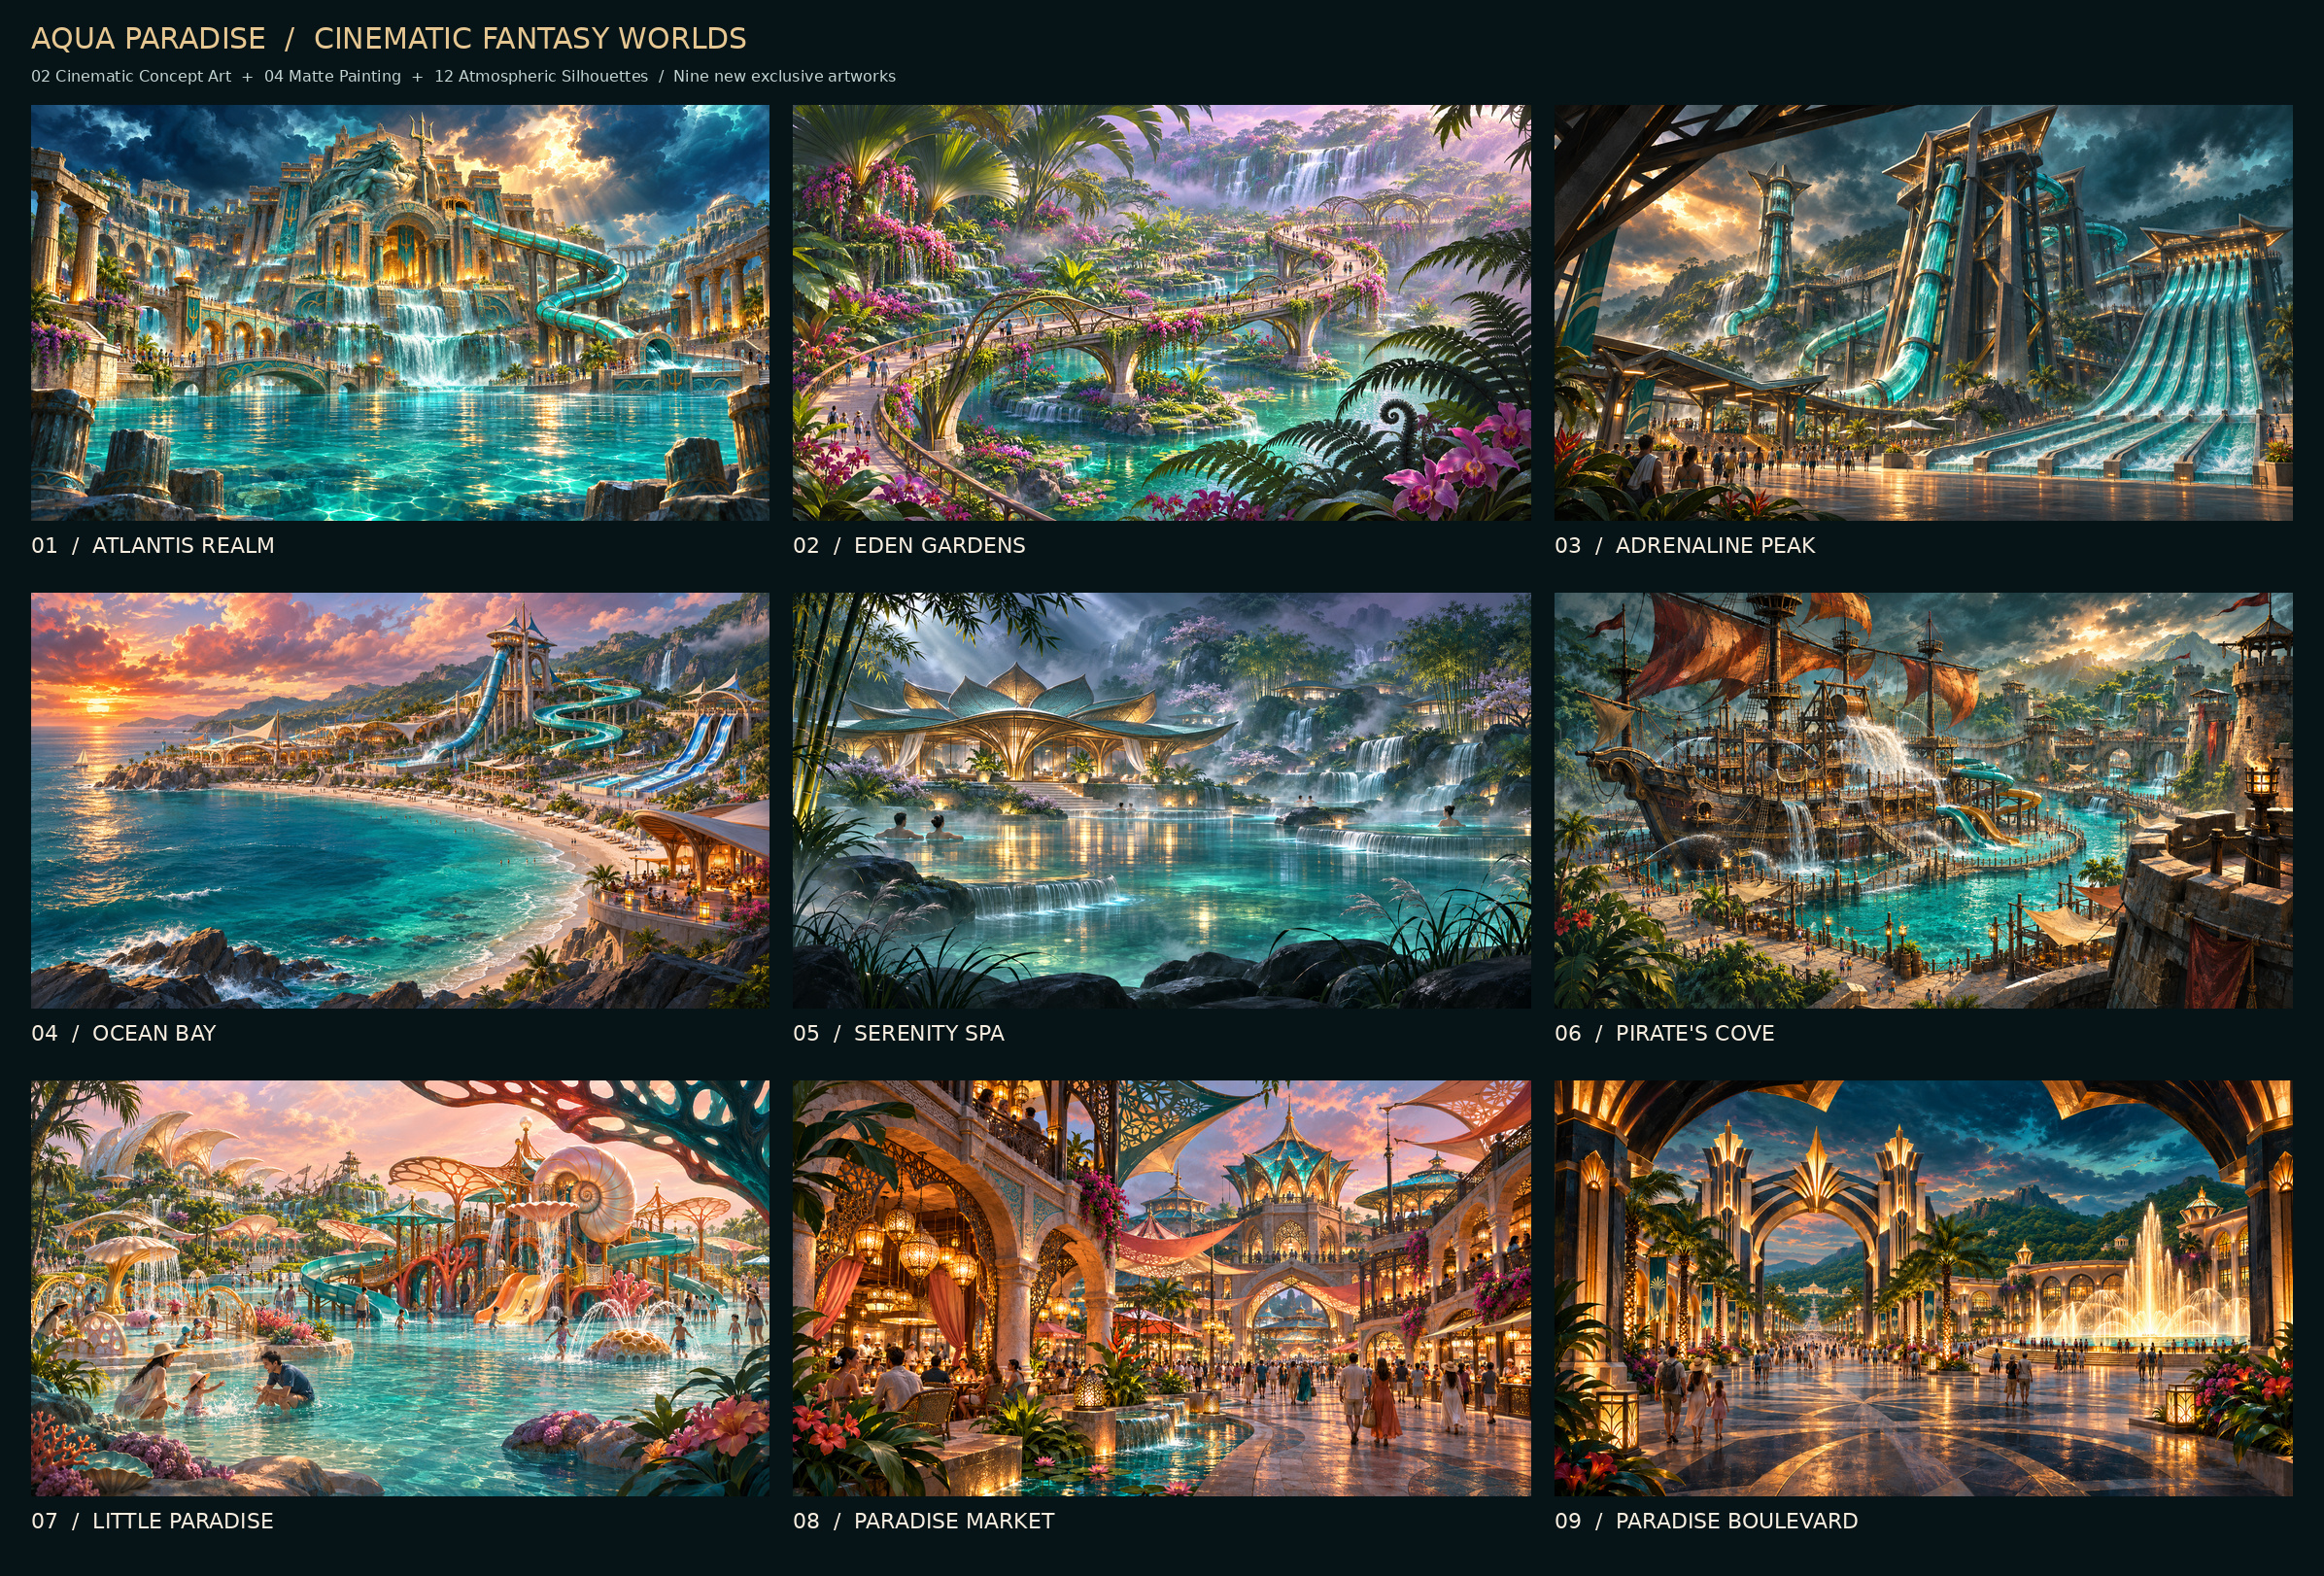 AQUA PARADISE / CINEMATIC FANTASY WORLDS
02 Cinematic Concept Art + 04 Matte Painting + 12 Atmospheric Silhouettes / Nine new exclusive artworks
01 / ATLANTIS REALM
02 / EDEN GARDENS
03 / ADRENALINE PEAK
04 / OCEAN BAY
05 / SERENITY SPA
06 / PIRATE'S COVE
07 / LITTLE PARADISE
08 / PARADISE MARKET
09 / PARADISE BOULEVARD